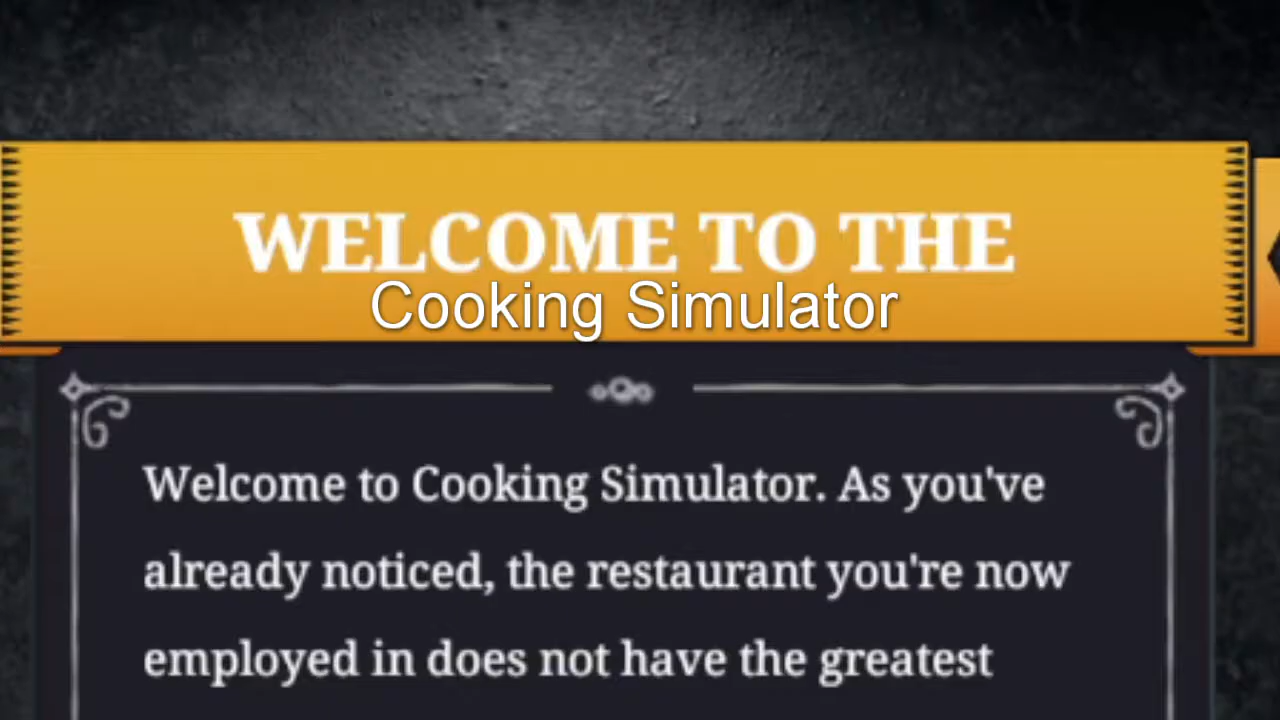 WELCOME TO THE
Cooking Simulator
Welcome to Cooking Simulator. As you've
already noticed, the restaurant you're now
employed in does not have the greatest